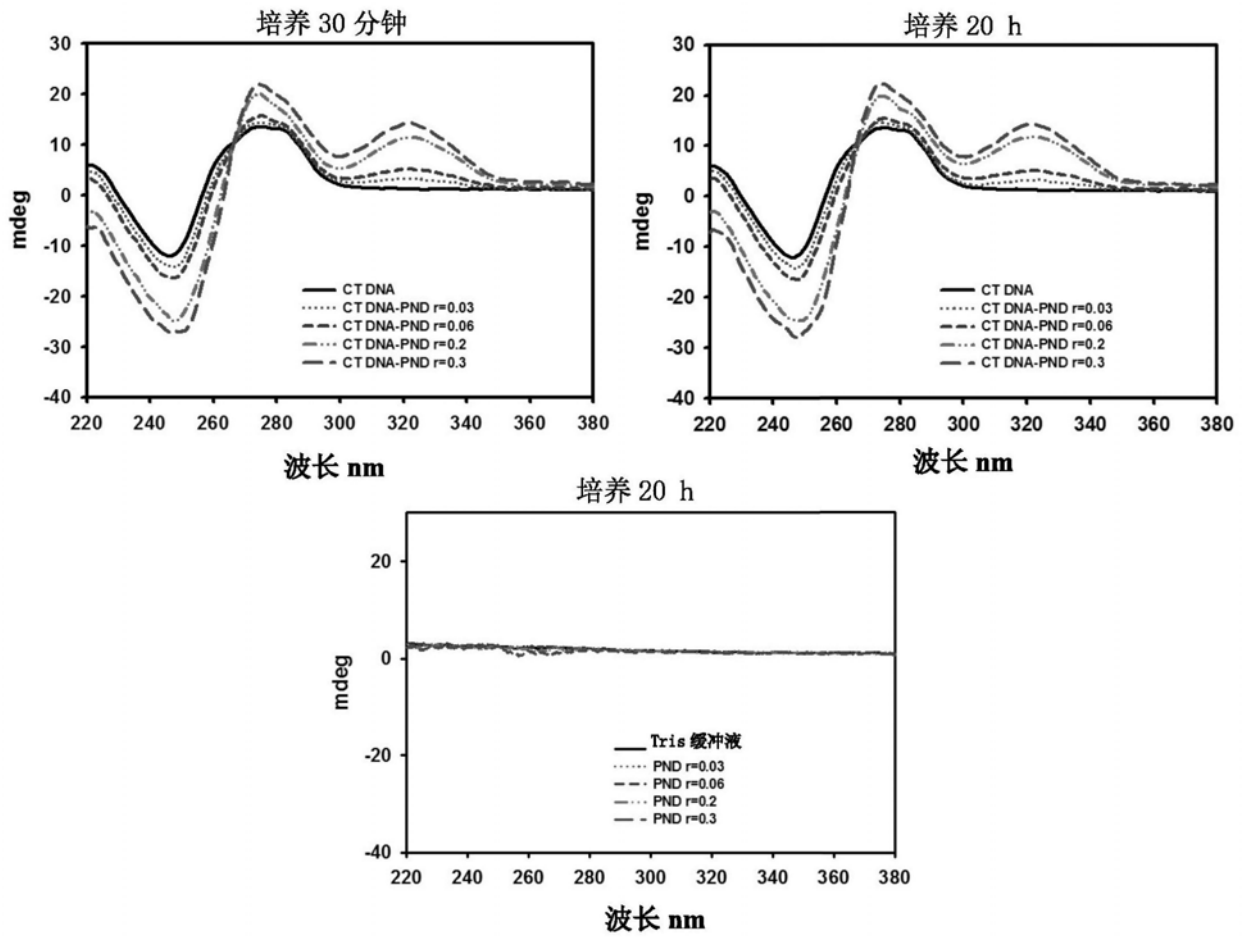 培养 30 分钟
30
20
10
0
-10
-20
-30
-40
mdeg
CT DNA
CT DNA-PND r=0.03
CT DNA-PND r=0.06
CT DNA-PND r=0.2
CT DNA-PND r=0.3
220 240 260 280 300 320 340 360 380
波长 nm
培养 20 h
30
20
10
0
-10
-20
-30
-40
mdeg
CT DNA
CT DNA-PND r=0.03
CT DNA-PND r=0.06
CT DNA-PND r=0.2
CT DNA-PND r=0.3
220 240 260 280 300 320 340 360 380
波长 nm
培养 20 h
20
0
-20
-40
mdeg
Tris 缓冲液
PND r=0.03
PND r=0.06
PND r=0.2
PND r=0.3
220 240 260 280 300 320 340 360 380
波长 nm